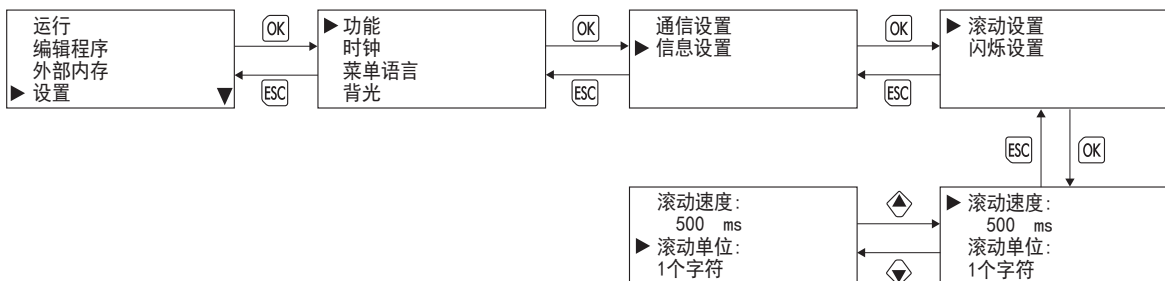 运行
编辑程序
外部内存
设置
OK
ESC
功能
时钟
菜单语言
背光
OK
ESC
通信设置
信息设置
OK
ESC
滚动设置
闪烁设置
ESC
OK
滚动速度:
500 ms
滚动单位:
1个字符
滚动速度:
500 ms
滚动单位:
1个字符